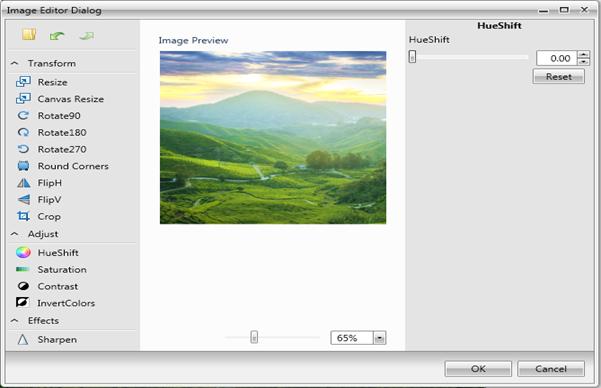 Image Editor Dialog
Transform
Resize
Canvas Resize
Rotate90
Rotate180
Rotate270
Round Corners
FlipH
FlipV
Crop
Adjust
HueShift
Saturation
Contrast
InvertColors
Effects
Sharpen
Image Preview
65%
HueShift
HueShift
0.00
Reset
OK Cancel